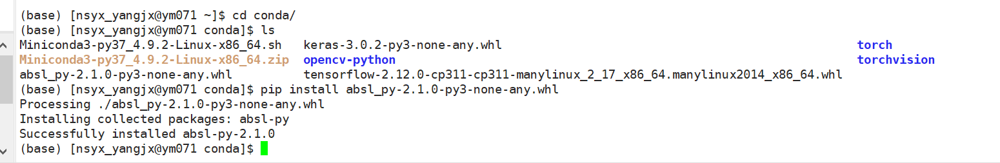 (base) [nsyx_yangjx@ym071 ~]$ cd conda/
(base) [nsyx_yangjx@ym071 conda]$ ls
Miniconda3-py37_4.9.2-Linux-x86_64.sh   keras-3.0.2-py3-none-any.whl   torch
Miniconda3-py37_4.9.2-Linux-x86_64.zip  opencv-python   torchvision
absl_py-2.1.0-py3-none-any.whl   tensorflow-2.12.0-cp311-cp311-manylinux_2_17_x86_64.manylinux2014_x86_64.whl
(base) [nsyx_yangjx@ym071 conda]$ pip install absl_py-2.1.0-py3-none-any.whl
Processing ./absl_py-2.1.0-py3-none-any.whl
Installing collected packages: absl-py
Successfully installed absl-py-2.1.0
(base) [nsyx_yangjx@ym071 conda]$